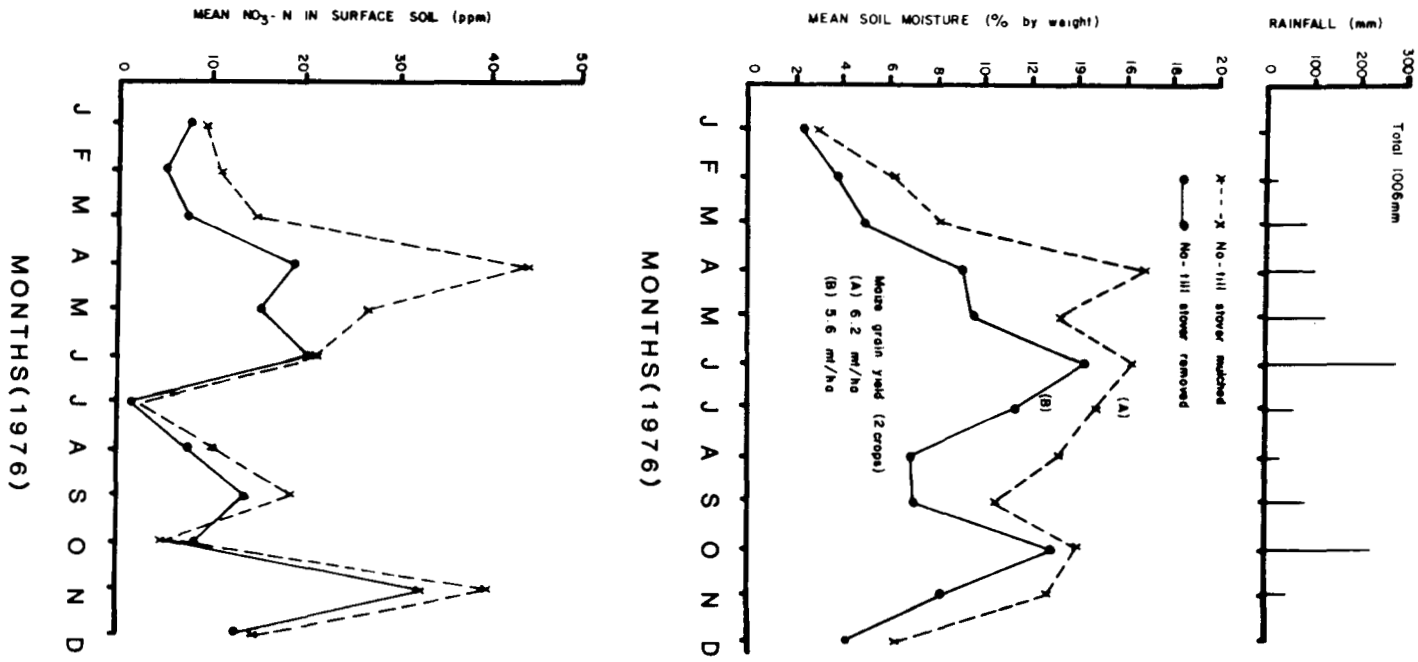 MEAN NO3-N IN SURFACE SOIL (ppm)
0 10 20 30 40 50
J F M A M J J A S O N D
MONTHS(1976)
MEAN SOIL MOISTURE (% by weight)
0 2 4 6 8 10 16 16 18 20
J F M A M J J A S O N D
MONTHS(1976)
x---x No-till stover mulched
No-till stover removed
(A)
(B)
Maize grain yield (2 crops)
(A) 6.2 mt/ha
(B) 5.6 mt/ha
RAINFALL (mm)
0 100 200 300
Total 1006mm